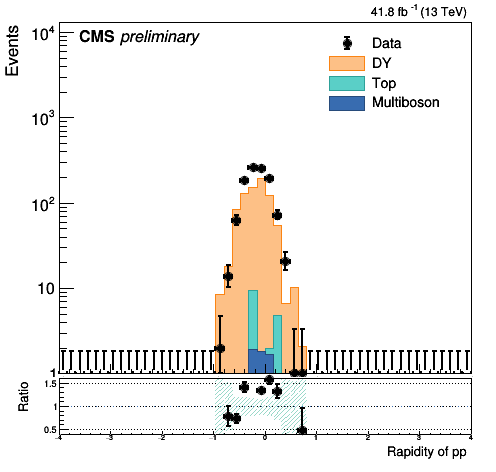 41.8 fb⁻¹ (13 TeV)
CMS preliminary
Events
Data
DY
Top
Multiboson
10⁴
10³
10²
10
1
Ratio
1.5
1
0.5
-4 -3 -2 -1 0 1 2 3 4
Rapidity of pp